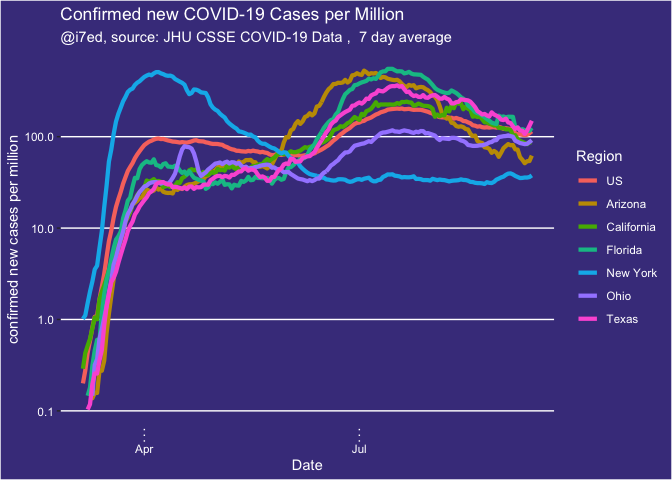 Confirmed new COVID-19 Cases per Million
@i7ed, source: JHU CSSE COVID-19 Data ,  7 day average
confirmed new cases per million
100.0
10.0
1.0
0.1
Apr
Jul
Date
Region
US
Arizona
California
Florida
New York
Ohio
Texas